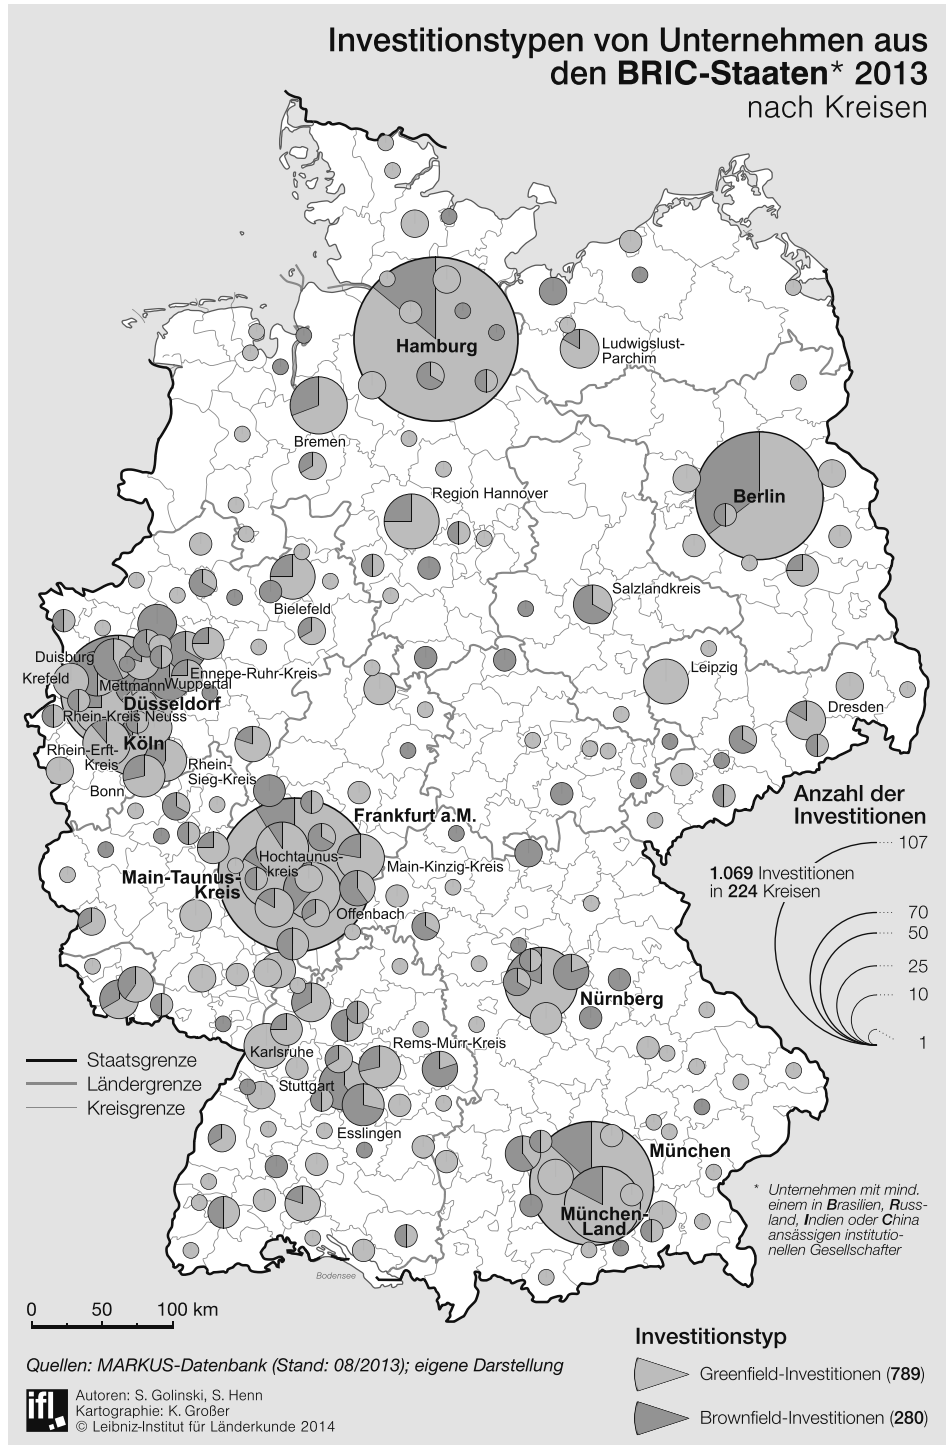 Investitionstypen von Unternehmen aus
den BRIC-Staaten* 2013
nach Kreisen
Hamburg
Ludwigslust-
Parchim
Bremen
Region Hannover
Berlin
Bielefeld
Salzlandkreis
Duisburg
Krefeld
Ennepe-Ruhr-Kreis
Mettmann
Wuppertal
Düsseldorf
Rhein-Kreis Neuss
Leipzig
Dresden
Rhein-Erft-
Kreis
Köln
Rhein-
Sieg-Kreis
Bonn
Frankfurt a.M.
Hochtaunus-
kreis
Main-Kinzig-Kreis
Main-Taunus-
Kreis
Offenbach
Anzahl der
Investitionen
107
1.069 Investitionen
in 224 Kreisen
70
50
25
10
1
Nürnberg
Rems-Murr-Kreis
Karlsruhe
Stuttgart
Esslingen
Staatsgrenze
Ländergrenze
Kreisgrenze
München
München-
Land
* Unternehmen mit mind.
einem in Brasilien, Russ-
land, Indien oder China
ansässigen institutio-
nellen Gesellschafter
Bodensee
0 50 100 km
Quellen: MARKUS-Datenbank (Stand: 08/2013); eigene Darstellung
ifl
Autoren: S. Golinski, S. Henn
Kartographie: K. Großer
© Leibniz-Institut für Länderkunde 2014
Investitionstyp
Greenfield-Investitionen (789)
Brownfield-Investitionen (280)